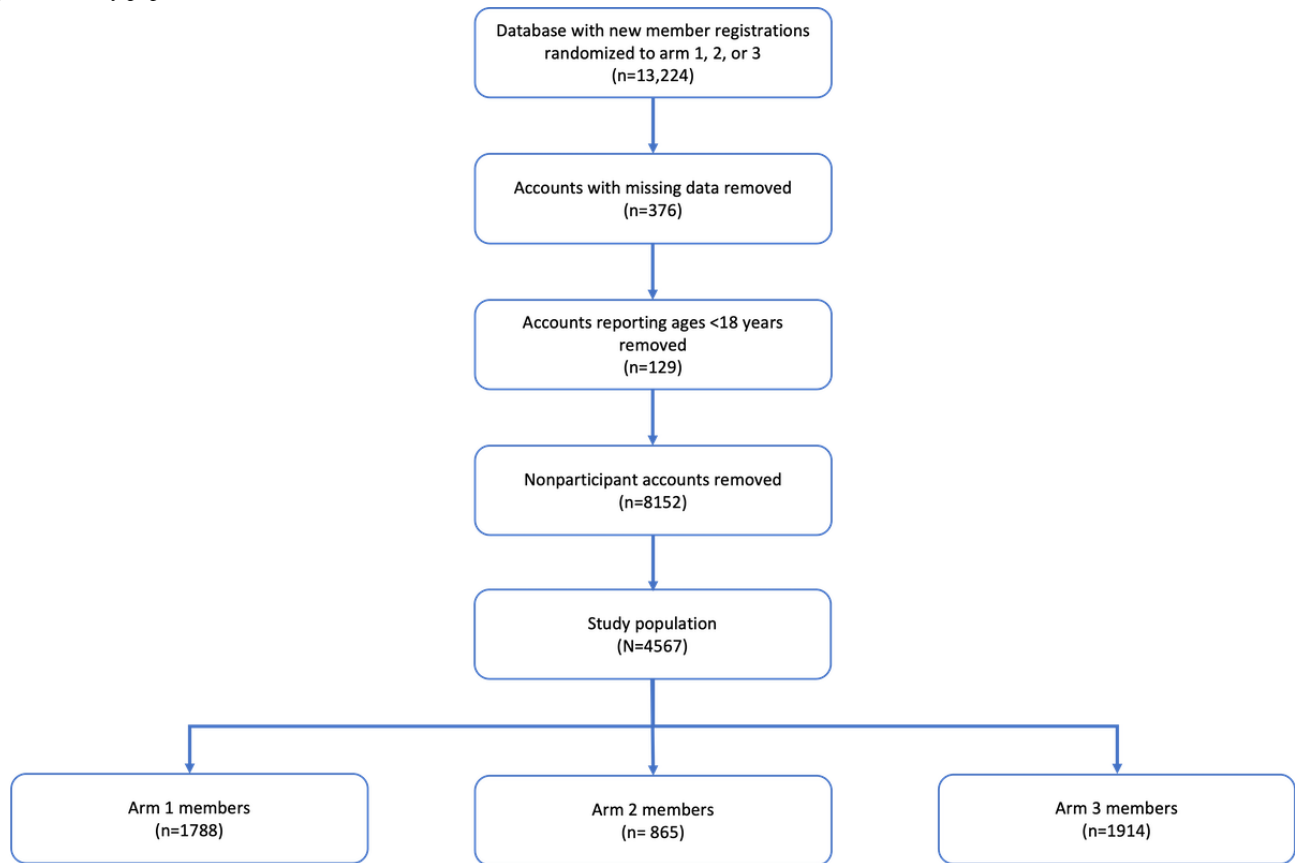 Database with new member registrations
randomized to arm 1, 2, or 3
(n=13,224)
Accounts with missing data removed
(n=376)
Accounts reporting ages <18 years
removed
(n=129)
Nonparticipant accounts removed
(n=8152)
Study population
(N=4567)
Arm 1 members
(n=1788)
Arm 2 members
(n= 865)
Arm 3 members
(n=1914)